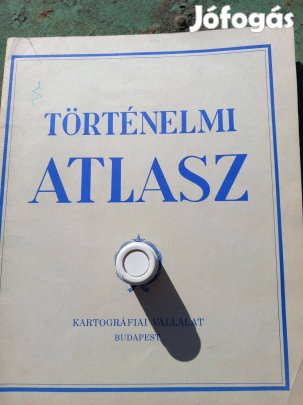 Jófogás
TÖRTÉNELMI
ATLASZ
KARTOGRÁFIAI VÁLLALAT
BUDAPEST